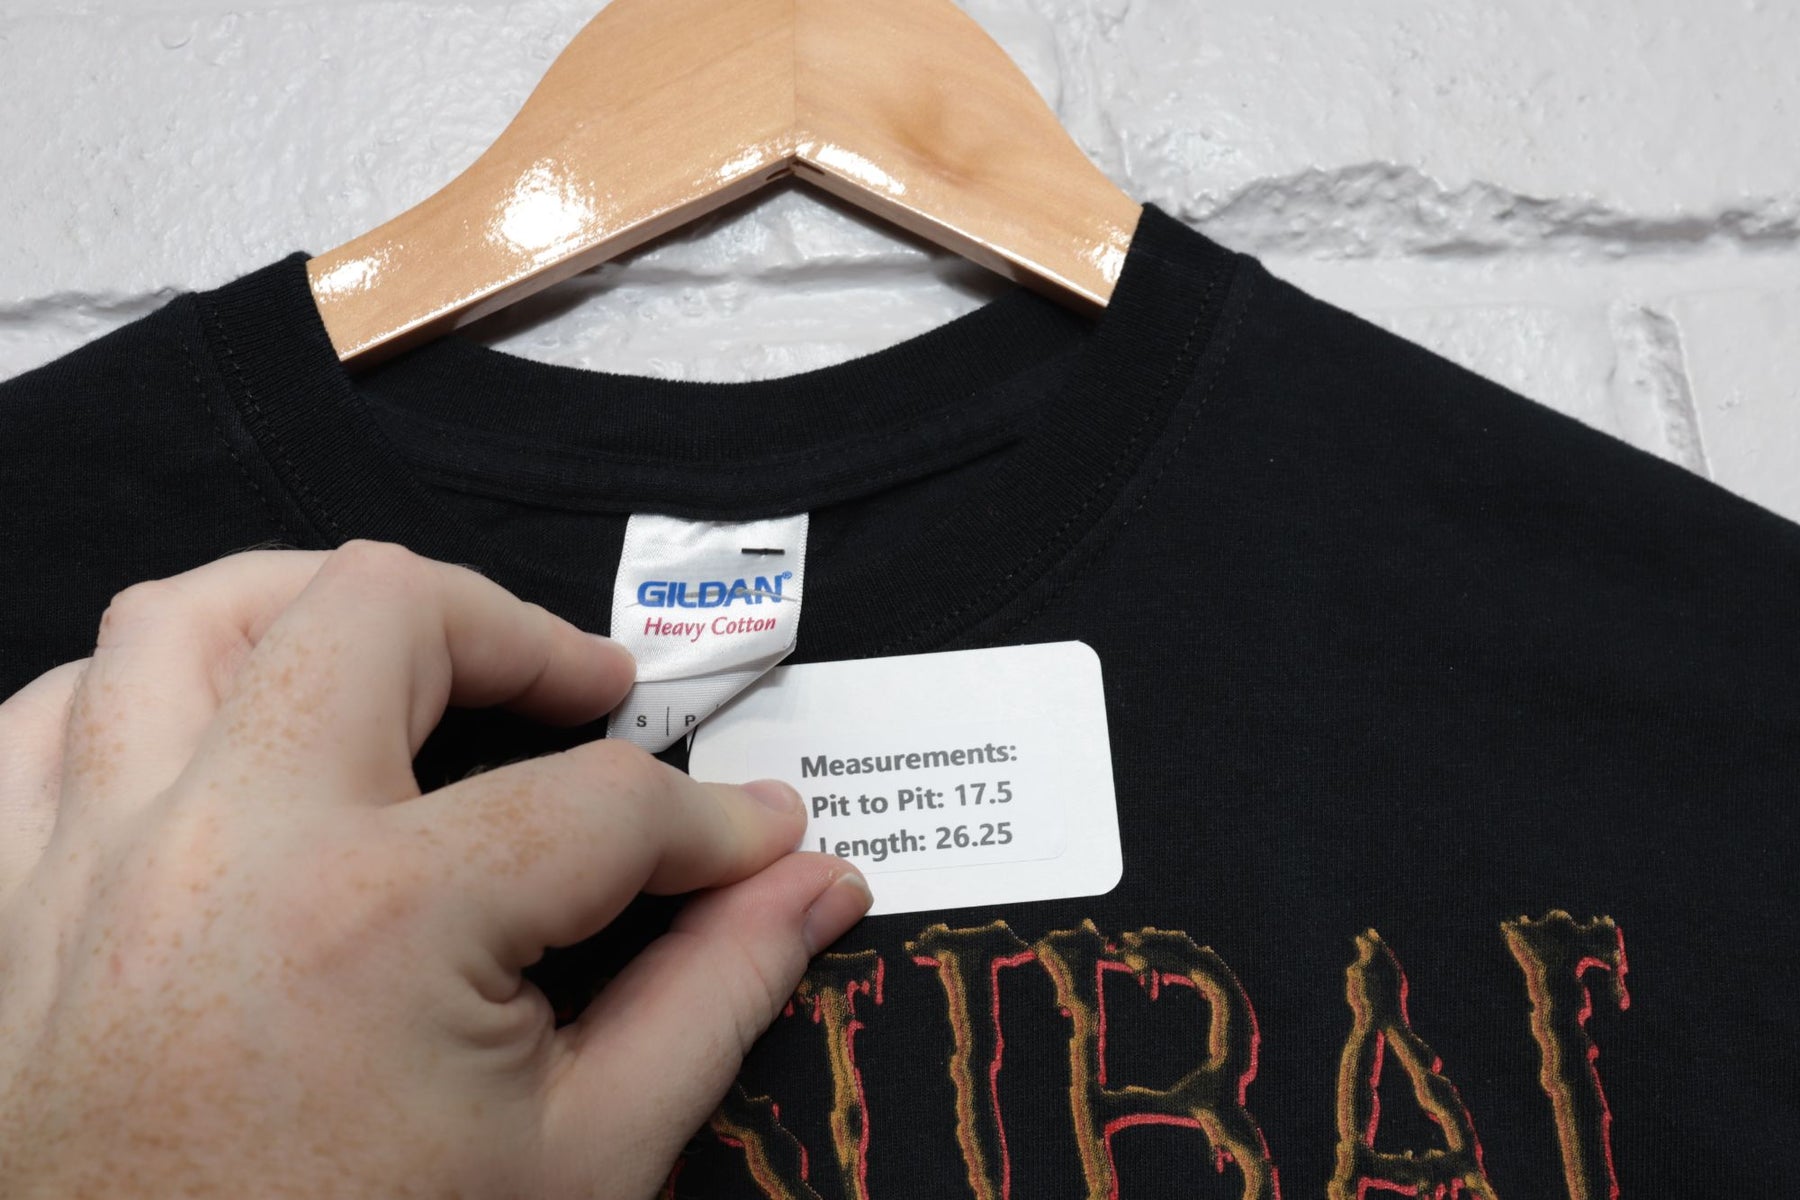 GILDAN®
Heavy Cotton
S | P
Measurements:
Pit to Pit: 17.5
Length: 26.25